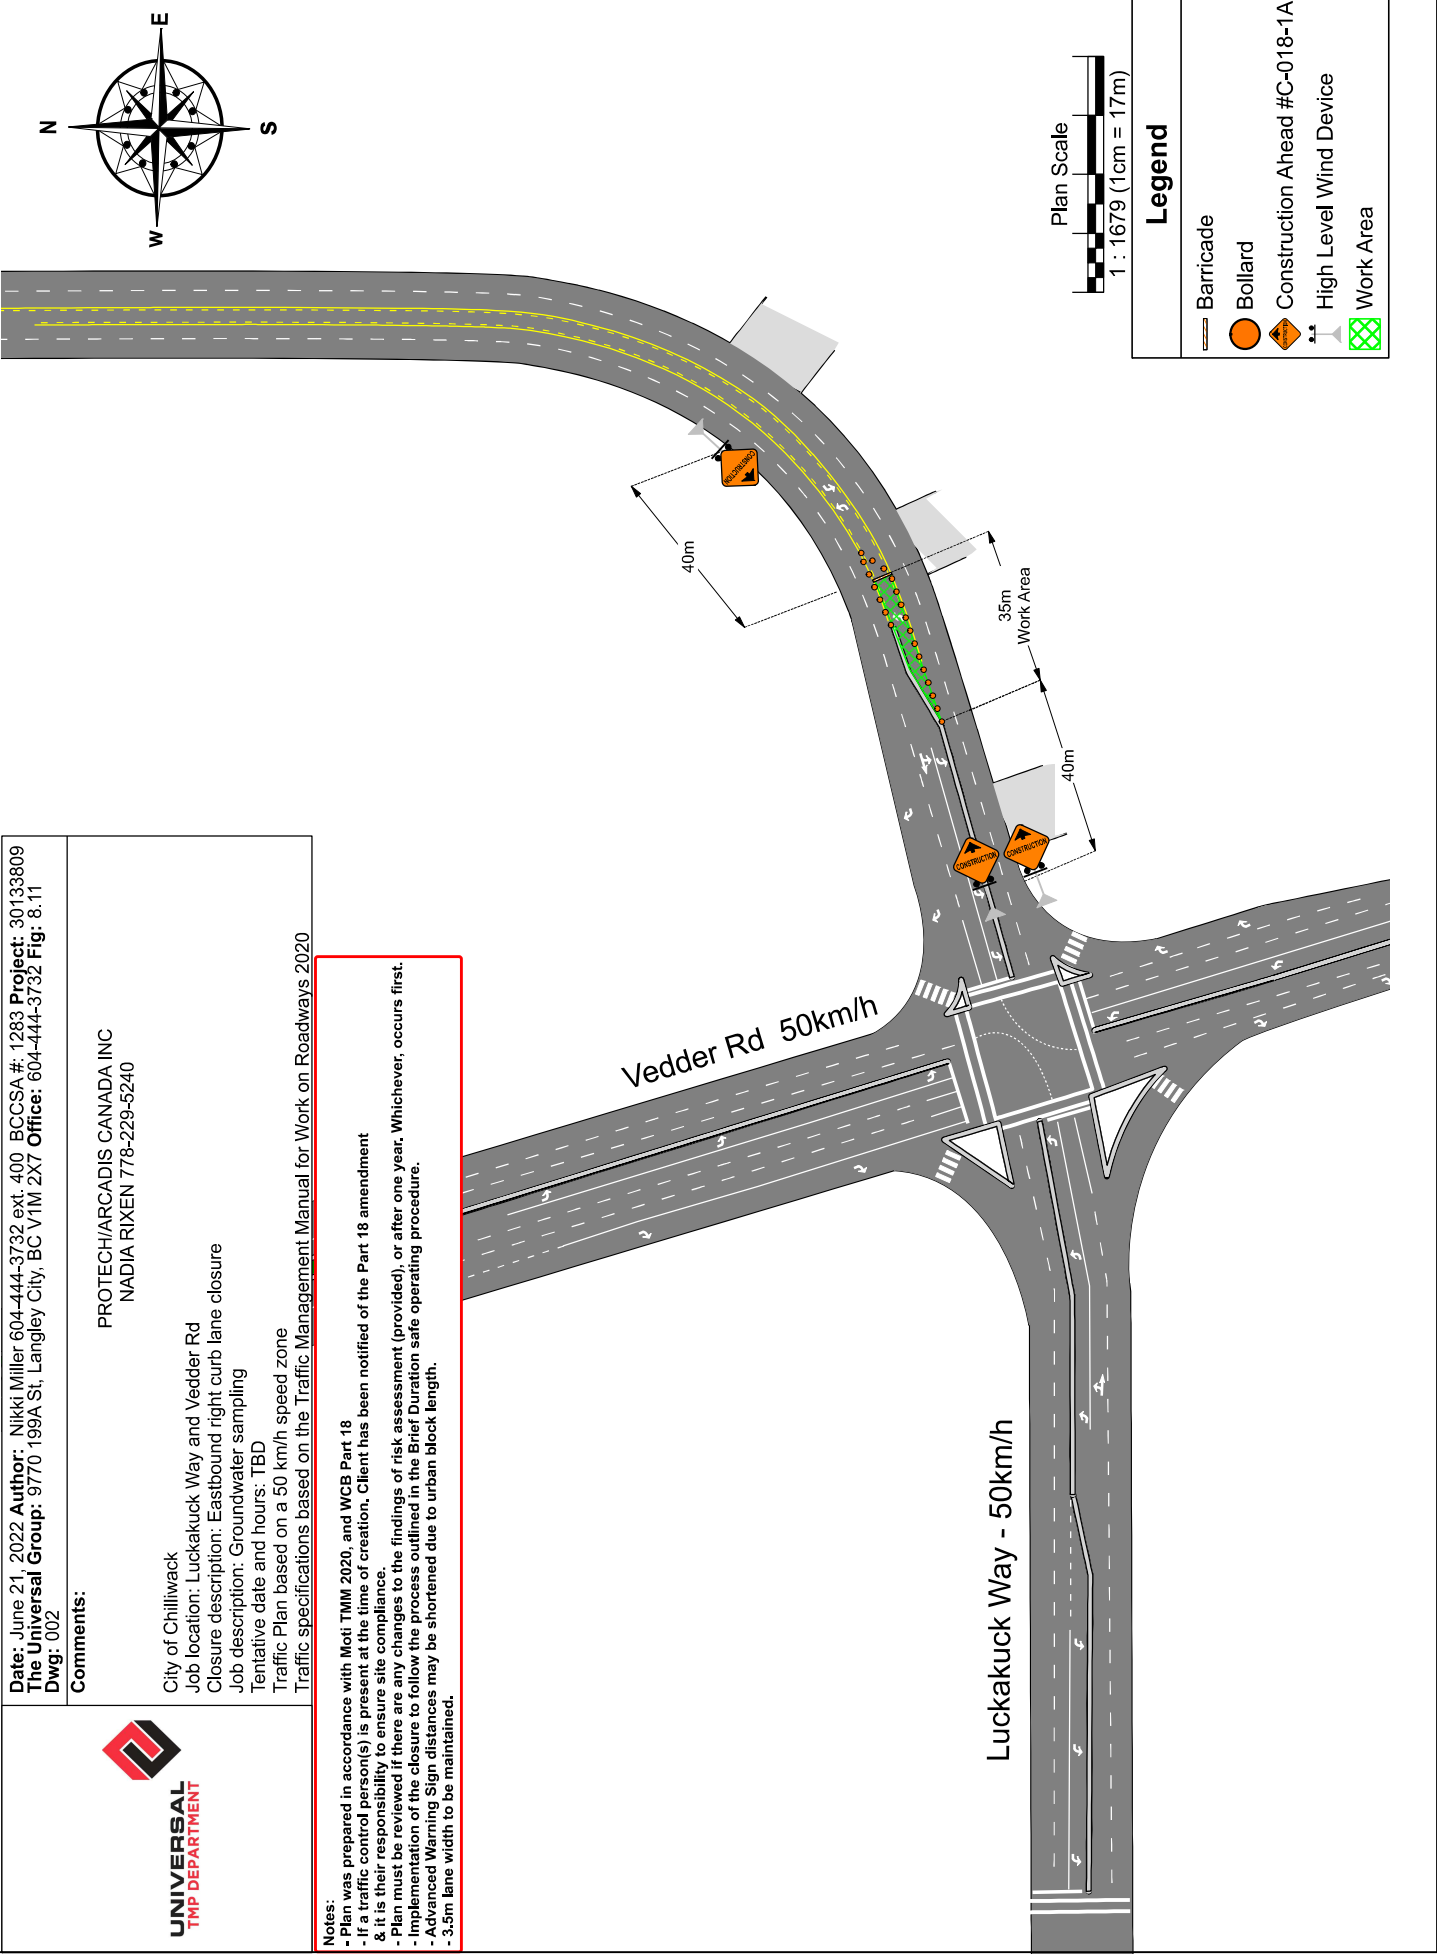 UNIVERSAL
TMP DEPARTMENT
Date: June 21, 2022 Author: Nikki Miller 604-444-3732 ext. 400 BCCSA #: 1283 Project: 30133809
The Universal Group: 9770 199A St, Langley City, BC V1M 2X7 Office: 604-444-3732 Fig: 8.11
Dwg: 002
Comments:
PROTECH/ARCADIS CANADA INC
NADIA RIXEN 778-229-5240
City of Chilliwack
Job location: Luckakuck Way and Vedder Rd
Closure description: Eastbound right curb lane closure
Job description: Groundwater sampling
Tentative date and hours: TBD
Traffic Plan based on a 50 km/h speed zone
Traffic specifications based on the Traffic Management Manual for Work on Roadways 2020
Notes:
- Plan was prepared in accordance with Moti TMM 2020, and WCB Part 18
- If a traffic control person(s) is present at the time of creation, Client has been notified of the Part 18 amendment
& it is their responsibility to ensure site compliance.
- Plan must be reviewed if there are any changes to the findings of risk assessment (provided), or after one year, Whichever, occurs first.
- Implementation of the closure to follow the process outlined in the Brief Duration safe operating procedure.
- Advanced Warning Sign distances may be shortened due to urban block length.
- 3.5m lane width to be maintained.
N
E
S
W
Vedder Rd 50km/h
Luckakuck Way - 50km/h
40m
CONSTRUCTION
35m
Work Area
40m
CONSTRUCTION
CONSTRUCTION
Plan Scale
1 : 1679 (1cm = 17m)
Legend
Barricade
Bollard
CONSTRUCTION
Construction Ahead #C-018-1A
High Level Wind Device
Work Area